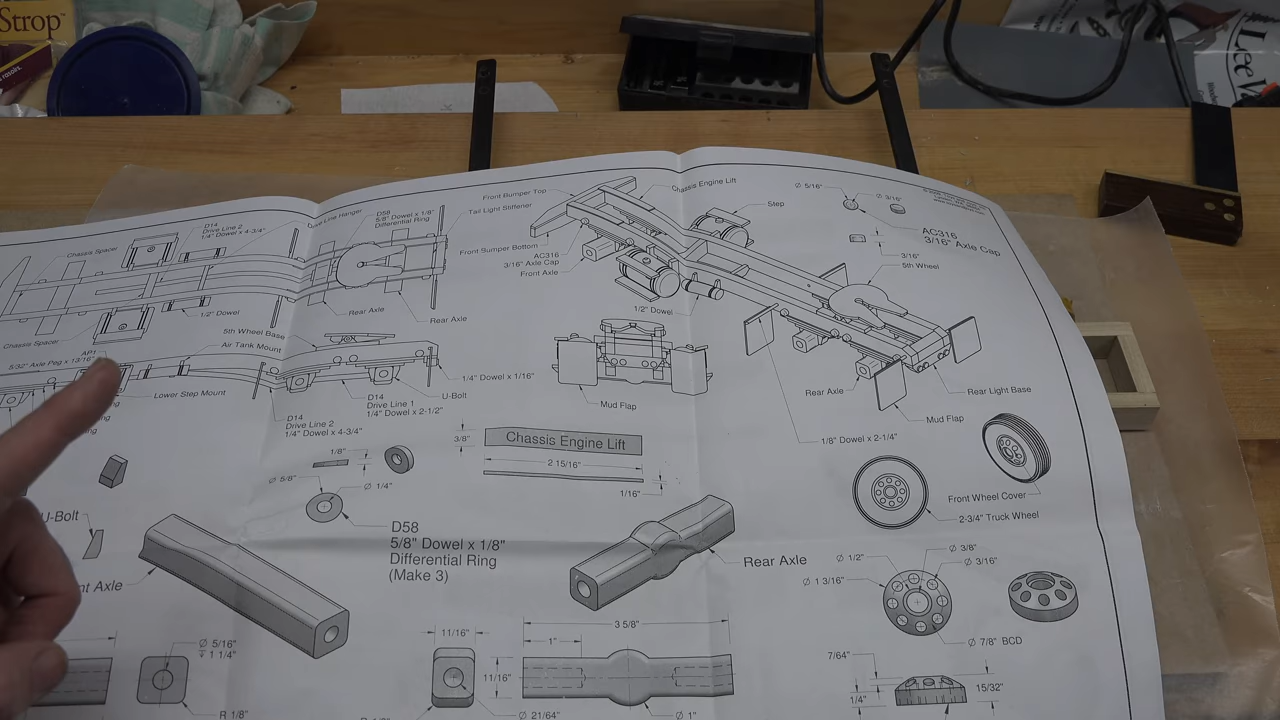 Strop
Lee
Front Bumper Top
Chassis Engine Lift
Step
Front Bumper Bottom
AC316
3/16" Axle Cap
Front Axle
1/2" Dowel
5th Wheel
Rear Axle
Rear Light Base
Mud Flap
Mud Flap
1/8" Dowel x 2-1/4"
Ø 5/16"
Ø 3/16"
AC316
3/16" Axle Cap
3/16"
D14
Drive Line 2
1/4" Dowel x 4-3/4"
Line Hanger
D58
5/8" Dowel x 1/8"
Differential Ring
Tail Light Stiffener
Chassis Spacer
1/2" Dowel
Rear Axle
Rear Axle
Chassis Spacer
AP1
5/32" Axle Peg x 13/16"
5th Wheel Base
Air Tank Mount
Lower Step Mount
D14
Drive Line 2
1/4" Dowel x 4-3/4"
D14
Drive Line 1
1/4" Dowel x 2-1/2"
U-Bolt
1/4" Dowel x 1/16"
3/8"
Chassis Engine Lift
2 15/16"
1/16"
1/8"
Ø 5/8"
Ø 1/4"
D58
5/8" Dowel x 1/8"
Differential Ring
(Make 3)
U-Bolt
nt Axle
Rear Axle
Front Wheel Cover
2-3/4" Truck Wheel
Ø 1/2"
Ø 3/8"
Ø 3/16"
Ø 1 3/16"
Ø 7/8" BCD
7/64"
1/4"
15/32"
Ø 5/16"
1 1/4"
R 1/8"
11/16"
11/16"
Ø 21/64"
3 5/8"
1"
Ø 1"